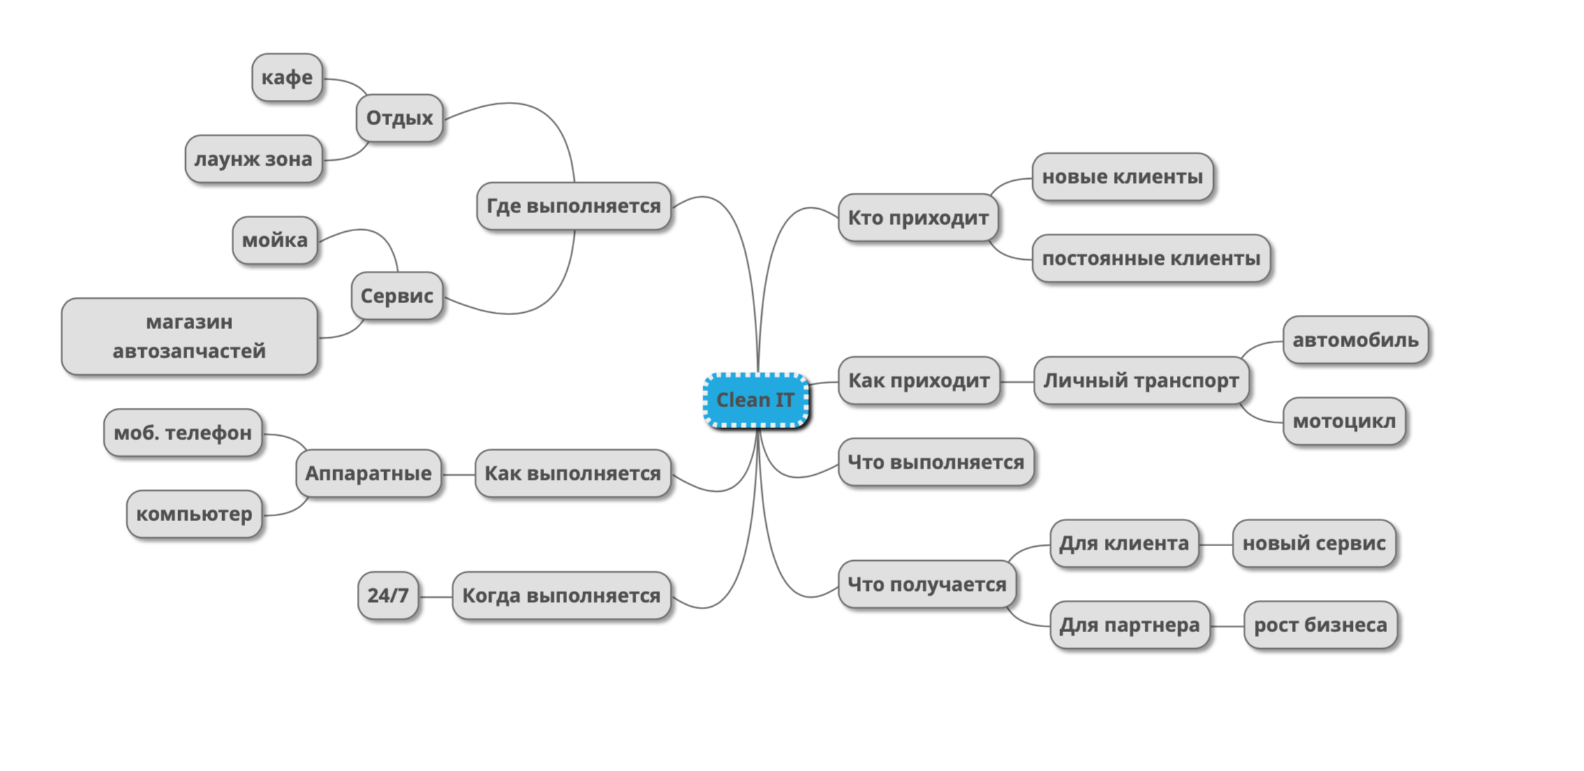 кафе
Отдых
лаунж зона
Где выполняется
мойка
Сервис
магазин
автозапчастей
моб. телефон
Аппаратные
Как выполняется
компьютер
24/7
Когда выполняется
Clean IT
новые клиенты
Кто приходит
постоянные клиенты
автомобиль
Как приходит
Личный транспорт
мотоцикл
Что выполняется
Для клиента
новый сервис
Что получается
Для партнера
рост бизнеса